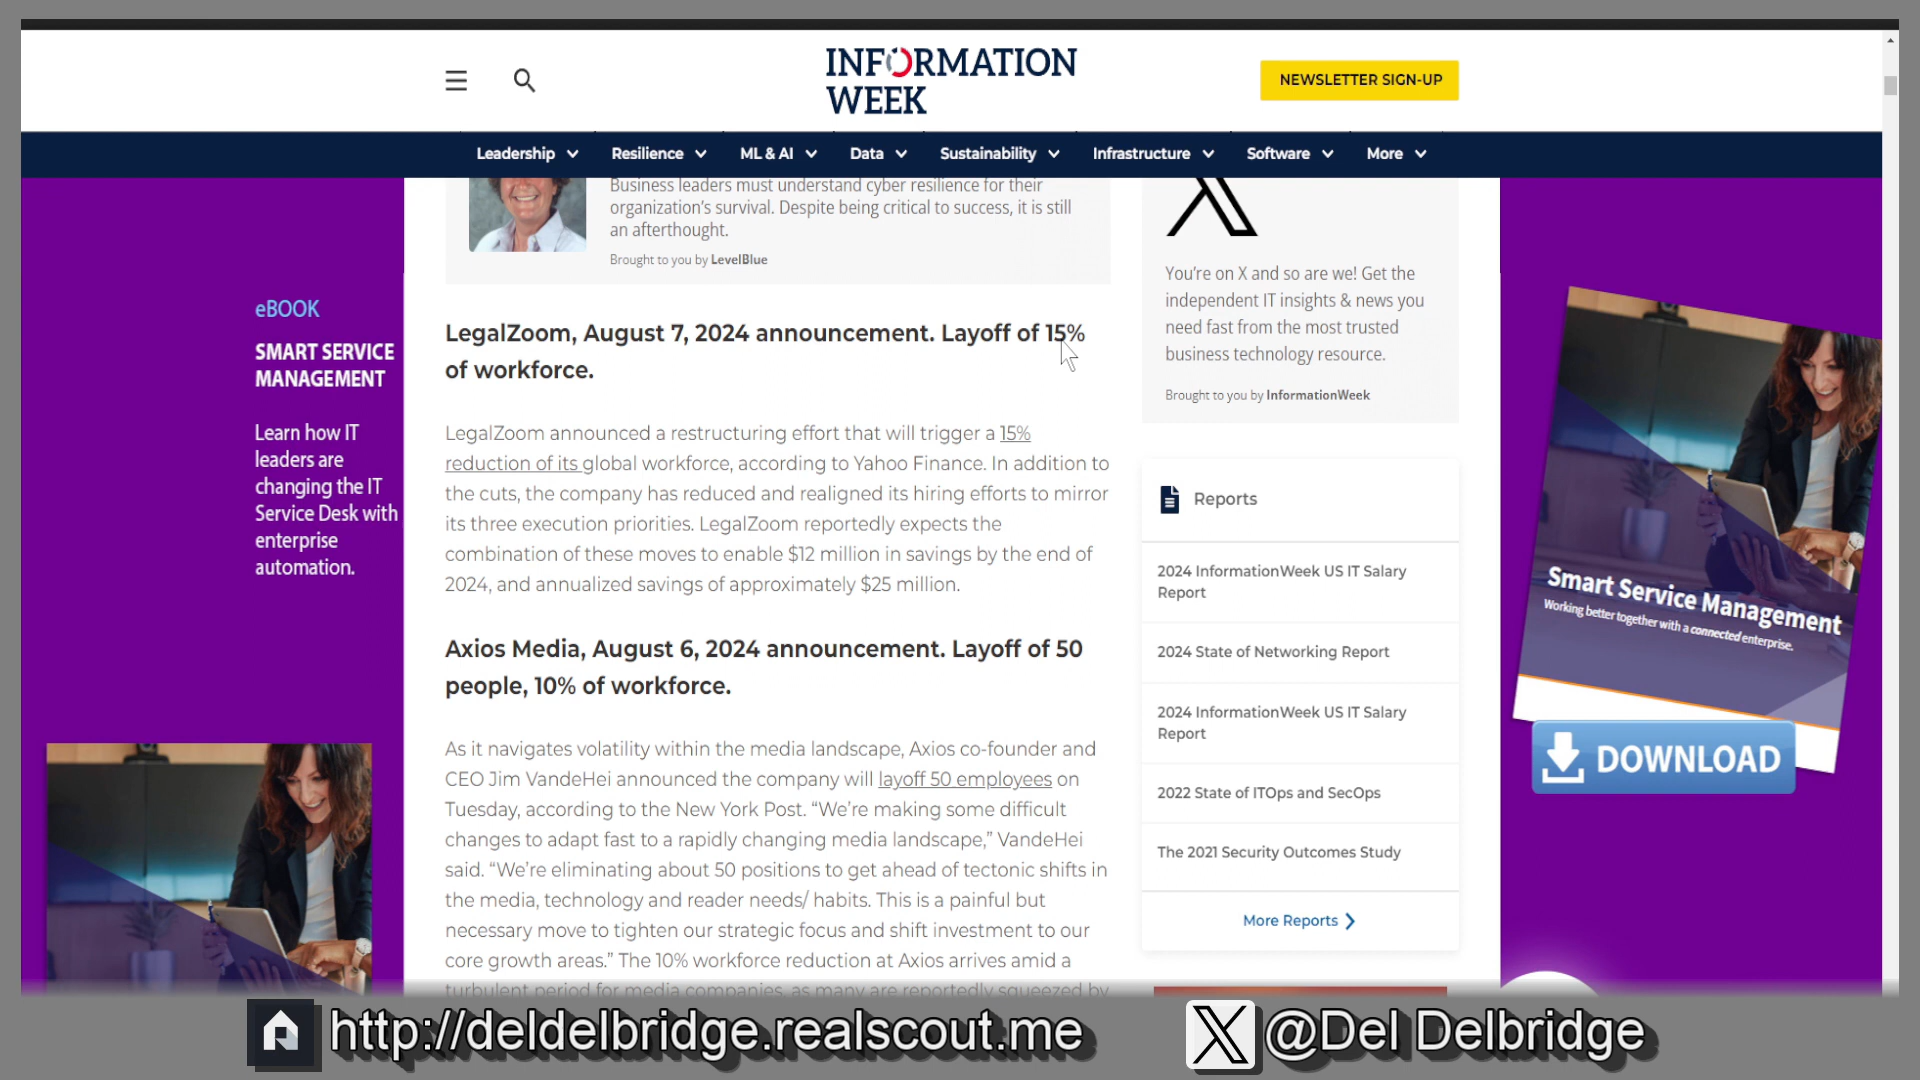 INFORMATION
WEEK
NEWSLETTER SIGN-UP
Leadership
Resilience
ML & AI
Data
Sustainability
Infrastructure
Software
More
Business leaders must understand cyber resilience for their
organization's survival. Despite being critical to success, it is still
an afterthought.
Brought to you by LevelBlue
LegalZoom, August 7, 2024 announcement. Layoff of 15%
of workforce.
LegalZoom announced a restructuring effort that will trigger a 15%
reduction of its global workforce, according to Yahoo Finance. In addition to
the cuts, the company has reduced and realigned its hiring efforts to mirror
its three execution priorities. LegalZoom reportedly expects the
combination of these moves to enable $12 million in savings by the end of
2024, and annualized savings of approximately $25 million.
Axios Media, August 6, 2024 announcement. Layoff of 50
people, 10% of workforce.
As it navigates volatility within the media landscape, Axios co-founder and
CEO Jim VandeHei announced the company will layoff 50 employees on
Tuesday, according to the New York Post. “We’re making some difficult
changes to adapt fast to a rapidly changing media landscape,” VandeHei
said. “We’re eliminating about 50 positions to get ahead of tectonic shifts in
the media, technology and reader needs/ habits. This is a painful but
necessary move to tighten our strategic focus and shift investment to our
core growth areas.” The 10% workforce reduction at Axios arrives amid a
turbulent period for media companies, as many are reportedly squeezed by
You’re on X and so are we! Get the
independent IT insights & news you
need fast from the most trusted
business technology resource.
Brought to you by InformationWeek
Reports
2024 InformationWeek US IT Salary
Report
2024 State of Networking Report
2024 InformationWeek US IT Salary
Report
2022 State of ITOps and SecOps
The 2021 Security Outcomes Study
More Reports
eBOOK
SMART SERVICE
MANAGEMENT
Learn how IT
leaders are
changing the IT
Service Desk with
enterprise
automation.
Smart Service Management
Working better together with a connected enterprise.
DOWNLOAD
http://deldelbridge.realscout.me
@Del Delbridge